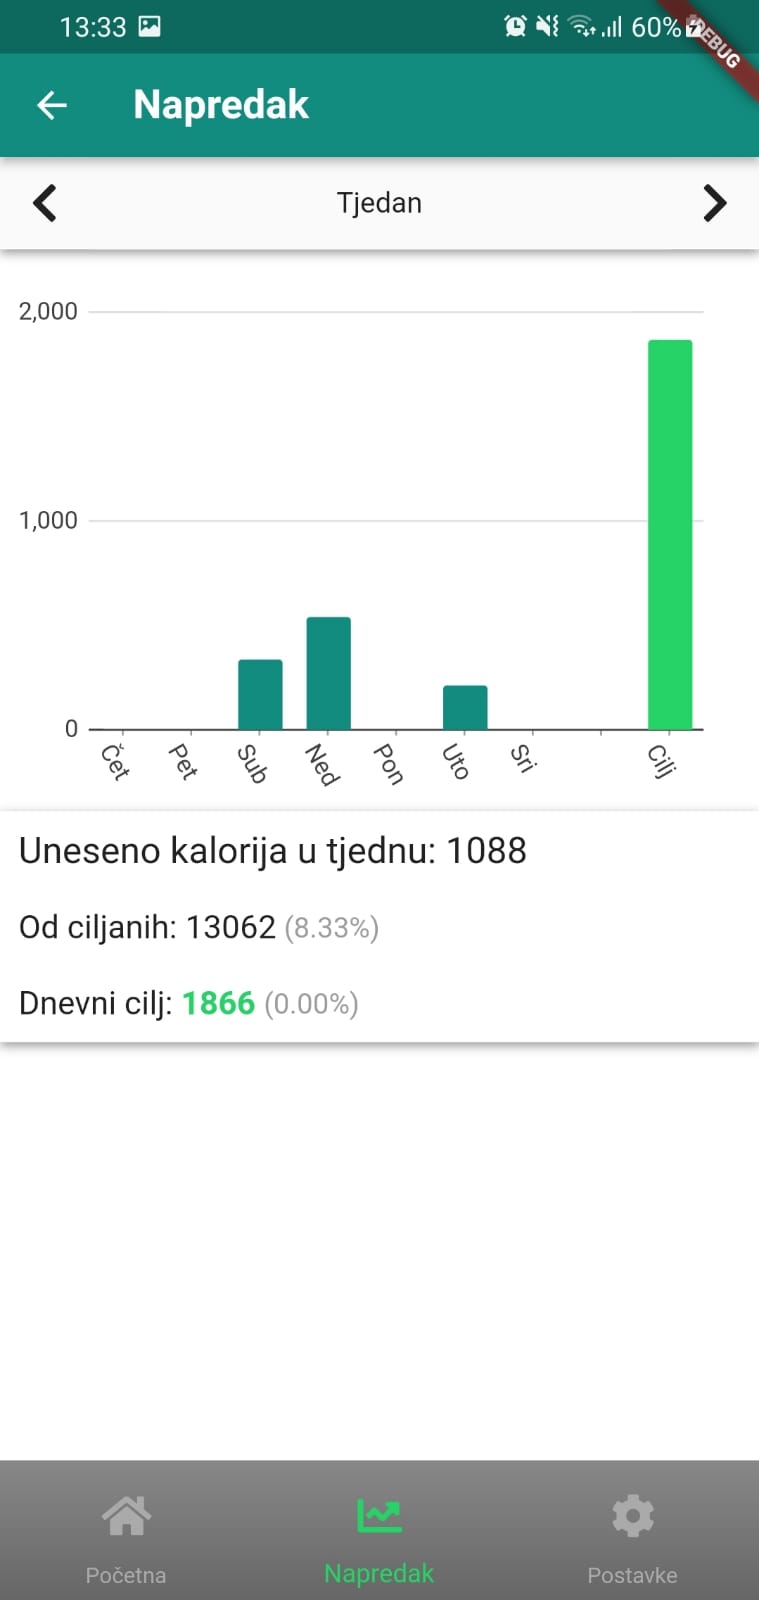 13:33 60%
DEBUG
Napredak
Tjedan
2,000
1,000
0
Čet Pet Sub Ned Pon Uto Sri Cilj
Uneseno kalorija u tjednu: 1088
Od ciljanih: 13062 (8.33%)
Dnevni cilj: 1866 (0.00%)
Početna Napredak Postavke